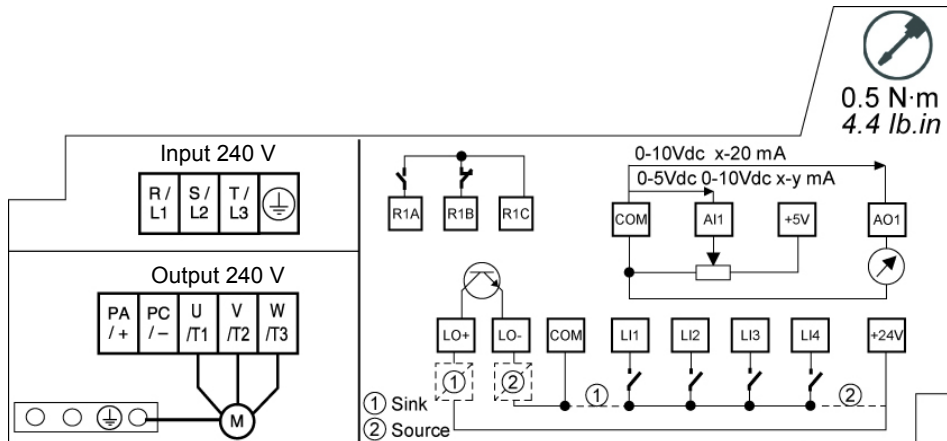 0.5 N·m
4.4 lb.in
Input 240 V
R / L1
S / L2
T / L3
R1A
R1B
R1C
0-10Vdc x-20 mA
0-5Vdc 0-10Vdc x-y mA
COM
AI1
+5V
AO1
Output 240 V
PA / +
PC / –
U /T1
V /T2
W /T3
M
LO+
LO-
COM
LI1
LI2
LI3
LI4
+24V
1
2
1
2
1 Sink
2 Source